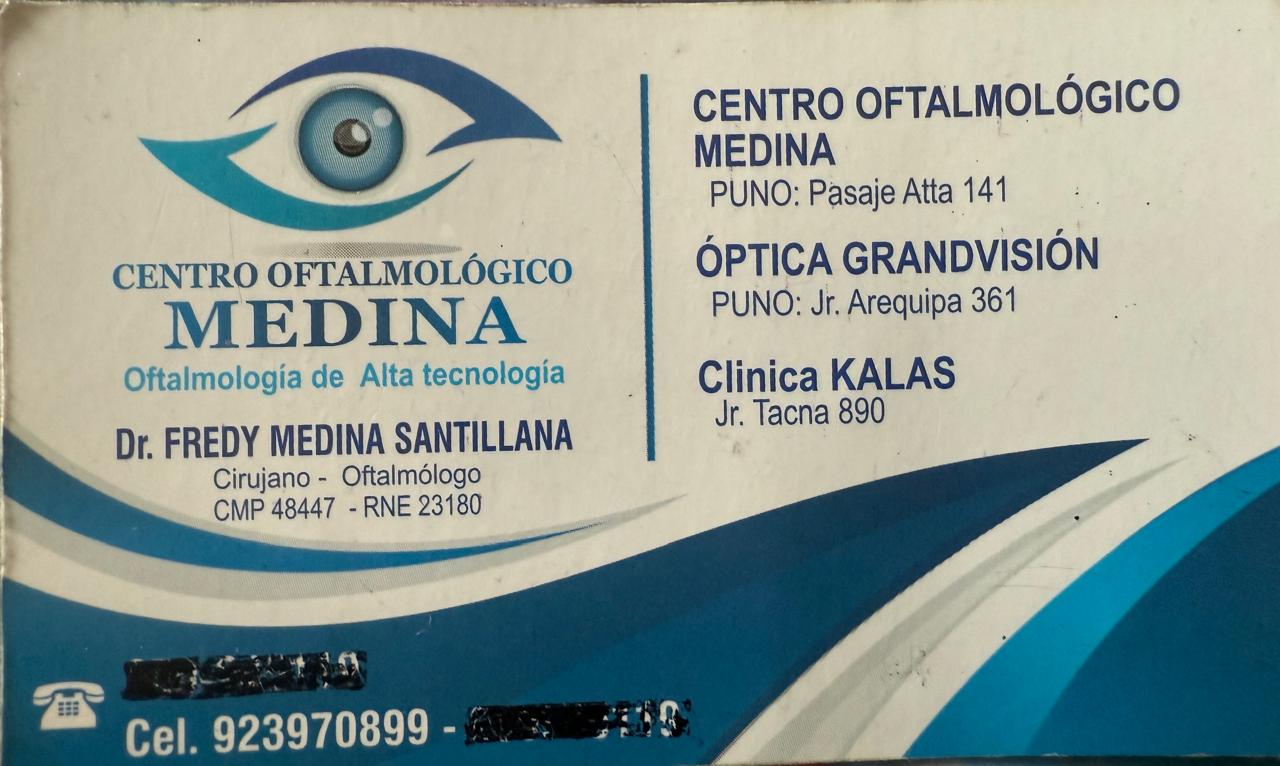 CENTRO OFTALMOLÓGICO
MEDINA
Oftalmología de Alta tecnología
Dr. FREDY MEDINA SANTILLANA
Cirujano - Oftalmólogo
CMP 48447 - RNE 23180
CENTRO OFTALMOLÓGICO
MEDINA
PUNO: Pasaje Atta 141
ÓPTICA GRANDVISIÓN
PUNO: Jr. Arequipa 361
Clinica KALAS
Jr. Tacna 890
Cel. 923970899 -